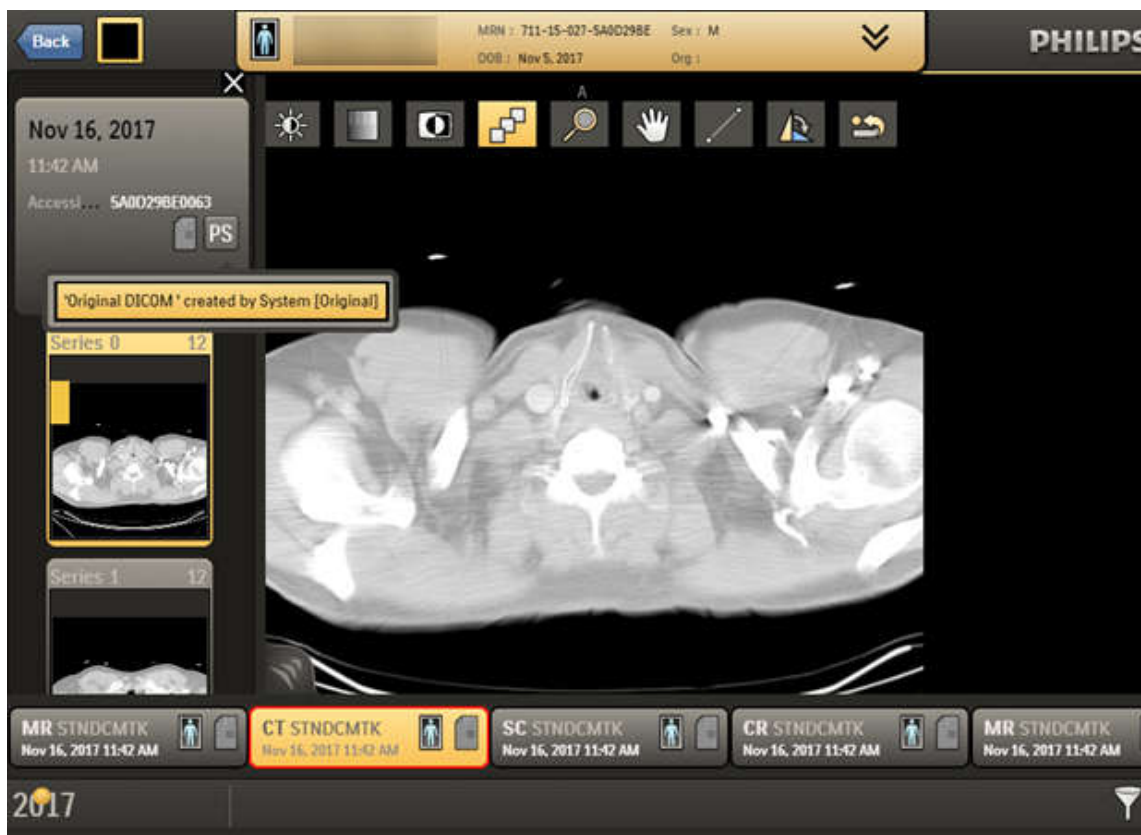 Back
MRN : 711-15-027-5A0D29BE Sex : M
DOB : Nov 5, 2017 Org :
PHILIPS
Nov 16, 2017
11:42 AM
Accessi... 5A0D29BE0063
PS
'Original DICOM ' created by System [Original]
A
Series 0 12
Series 1 12
MR STNDCMTK
Nov 16, 2017 11:42 AM
CT STNDCMTK
Nov 16, 2017 11:42 AM
SC STNDCMTK
Nov 16, 2017 11:42 AM
CR STNDCMTK
Nov 16, 2017 11:42 AM
MR STNDCMTK
Nov 16, 2017 11:42 AM
2017